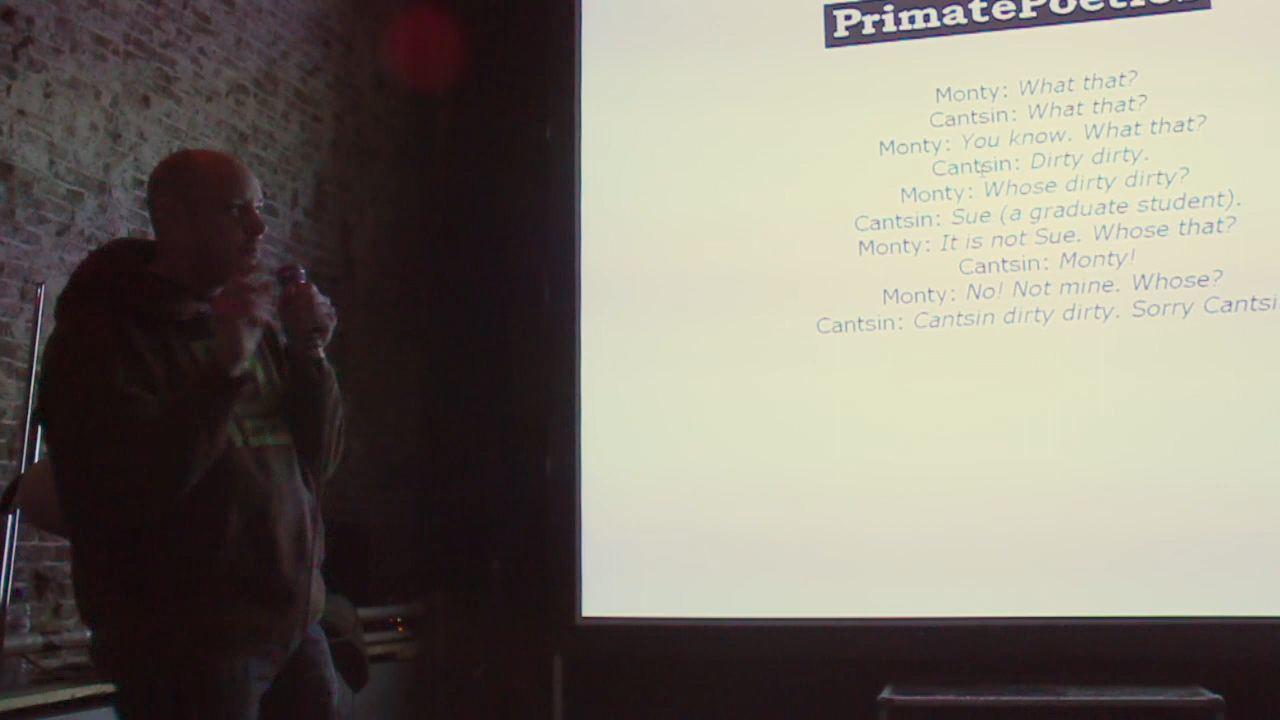 Monty: What that?
Cantsin: What that?
Monty: You know. What that?
Cantsin: Dirty dirty.
Monty: Whose dirty dirty?
Cantsin: Sue (a graduate student).
Monty: It is not Sue. Whose that?
Cantsin: Monty!
Monty: No! Not mine. Whose?
Cantsin: Cantsin dirty dirty. Sorry